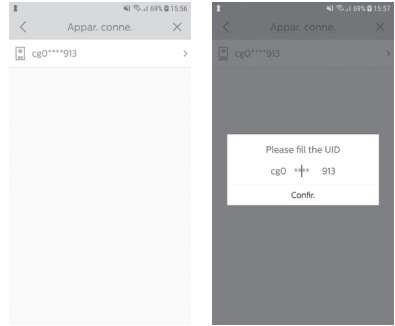 69% 15:56
Appar. conne.
cg0****913
69% 15:57
Appar. conne.
cg0****913
Please fill the UID
cg0 **** 913
Confir.